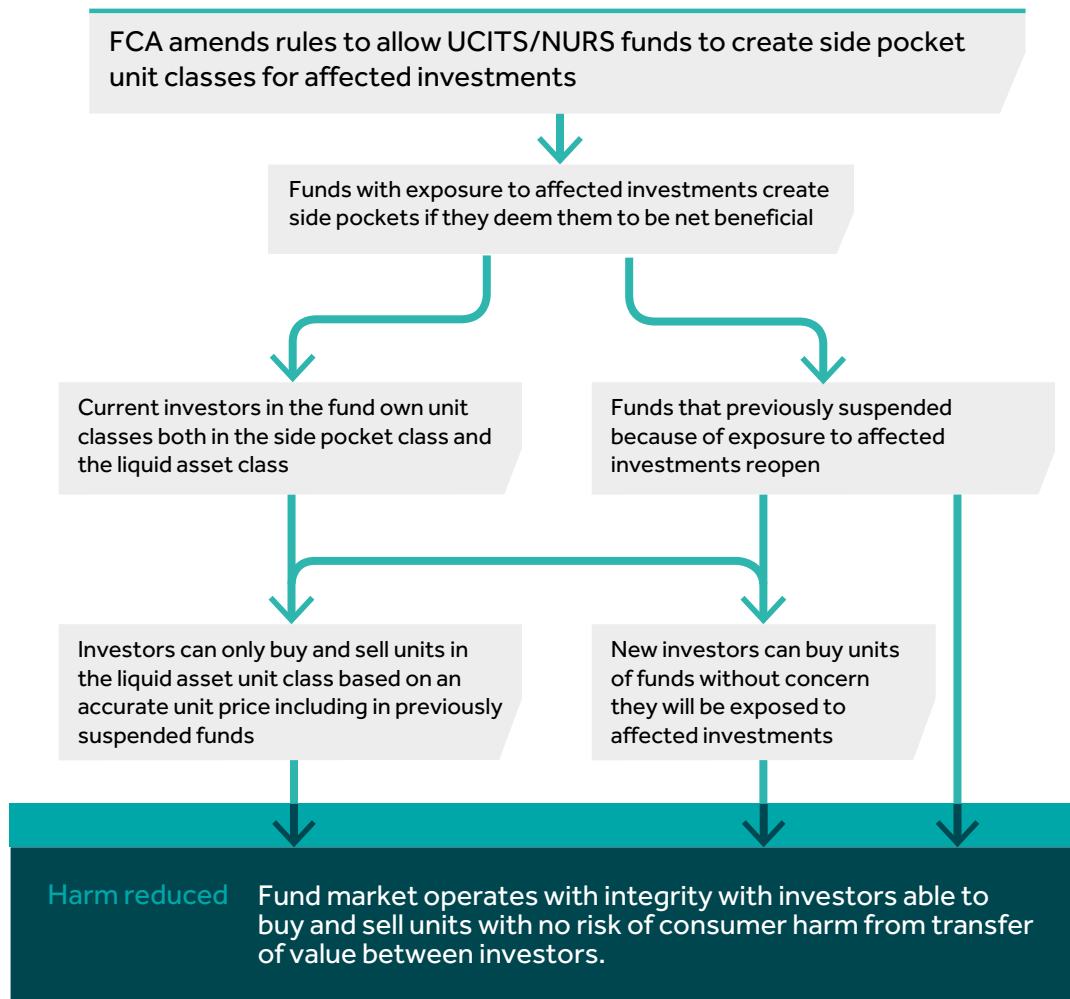 FCA amends rules to allow UCITS/NURS funds to create side pocket
unit classes for affected investments
Funds with exposure to affected investments create
side pockets if they deem them to be net beneficial
Current investors in the fund own unit
classes both in the side pocket class and
the liquid asset class
Funds that previously suspended
because of exposure to affected
investments reopen
Investors can only buy and sell units in
the liquid asset unit class based on an
accurate unit price including in previously
suspended funds
New investors can buy units
of funds without concern
they will be exposed to
affected investments
Harm reduced
Fund market operates with integrity with investors able to
buy and sell units with no risk of consumer harm from transfer
of value between investors.